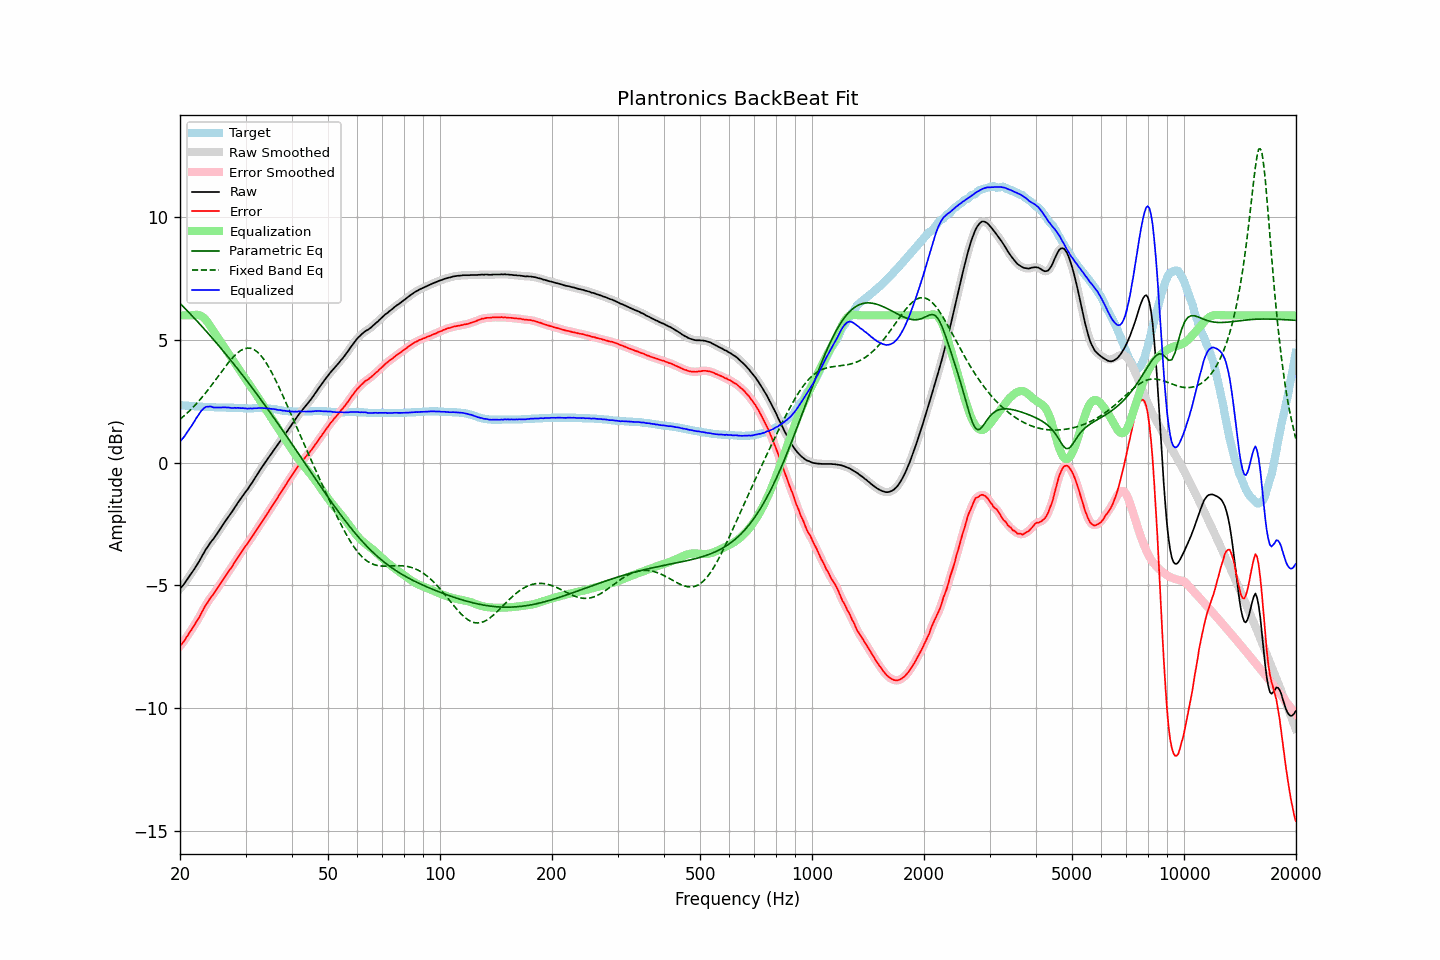 Plantronics BackBeat Fit
Target
Raw Smoothed
Error Smoothed
Raw
Error
Equalization
Parametric Eq
Fixed Band Eq
Equalized
Amplitude (dBr)
10
5
0
−5
−10
−15
20
50
100
200
500
1000
2000
5000
10000
20000
Frequency (Hz)